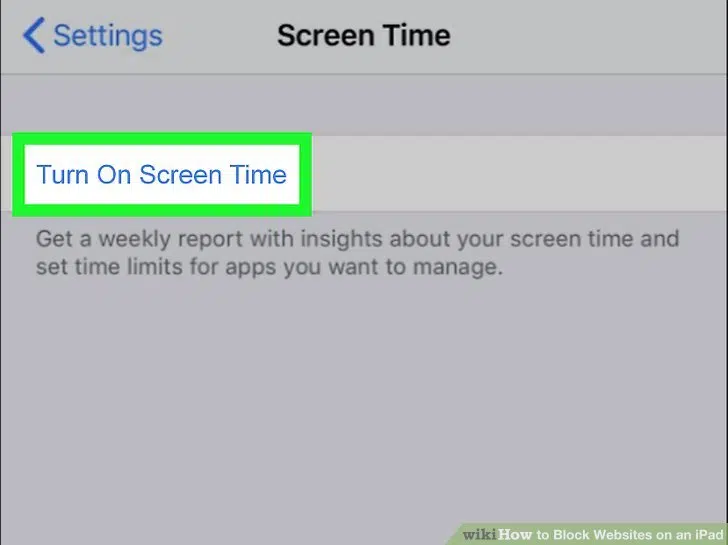 Settings
Screen Time
Turn On Screen Time
Get a weekly report with insights about your screen time and
set time limits for apps you want to manage.
wikiHow to Block Websites on an iPad